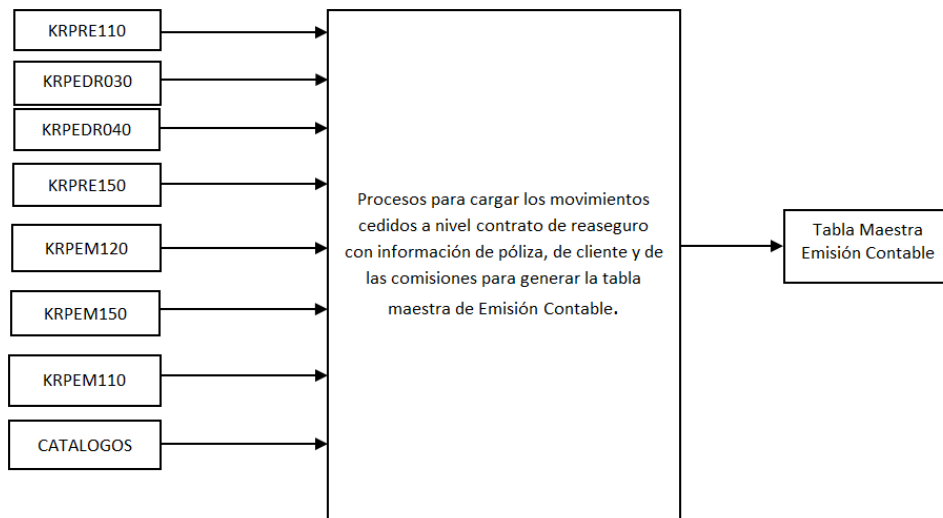 KRPRE110
KRPEDR030
KRPEDR040
KRPRE150
KRPEM120
KRPEM150
KRPEM110
CATALOGOS
Procesos para cargar los movimientos
cedidos a nivel contrato de reaseguro
con información de póliza, de cliente y de
las comisiones para generar la tabla
maestra de Emisión Contable.
Tabla Maestra
Emisión Contable